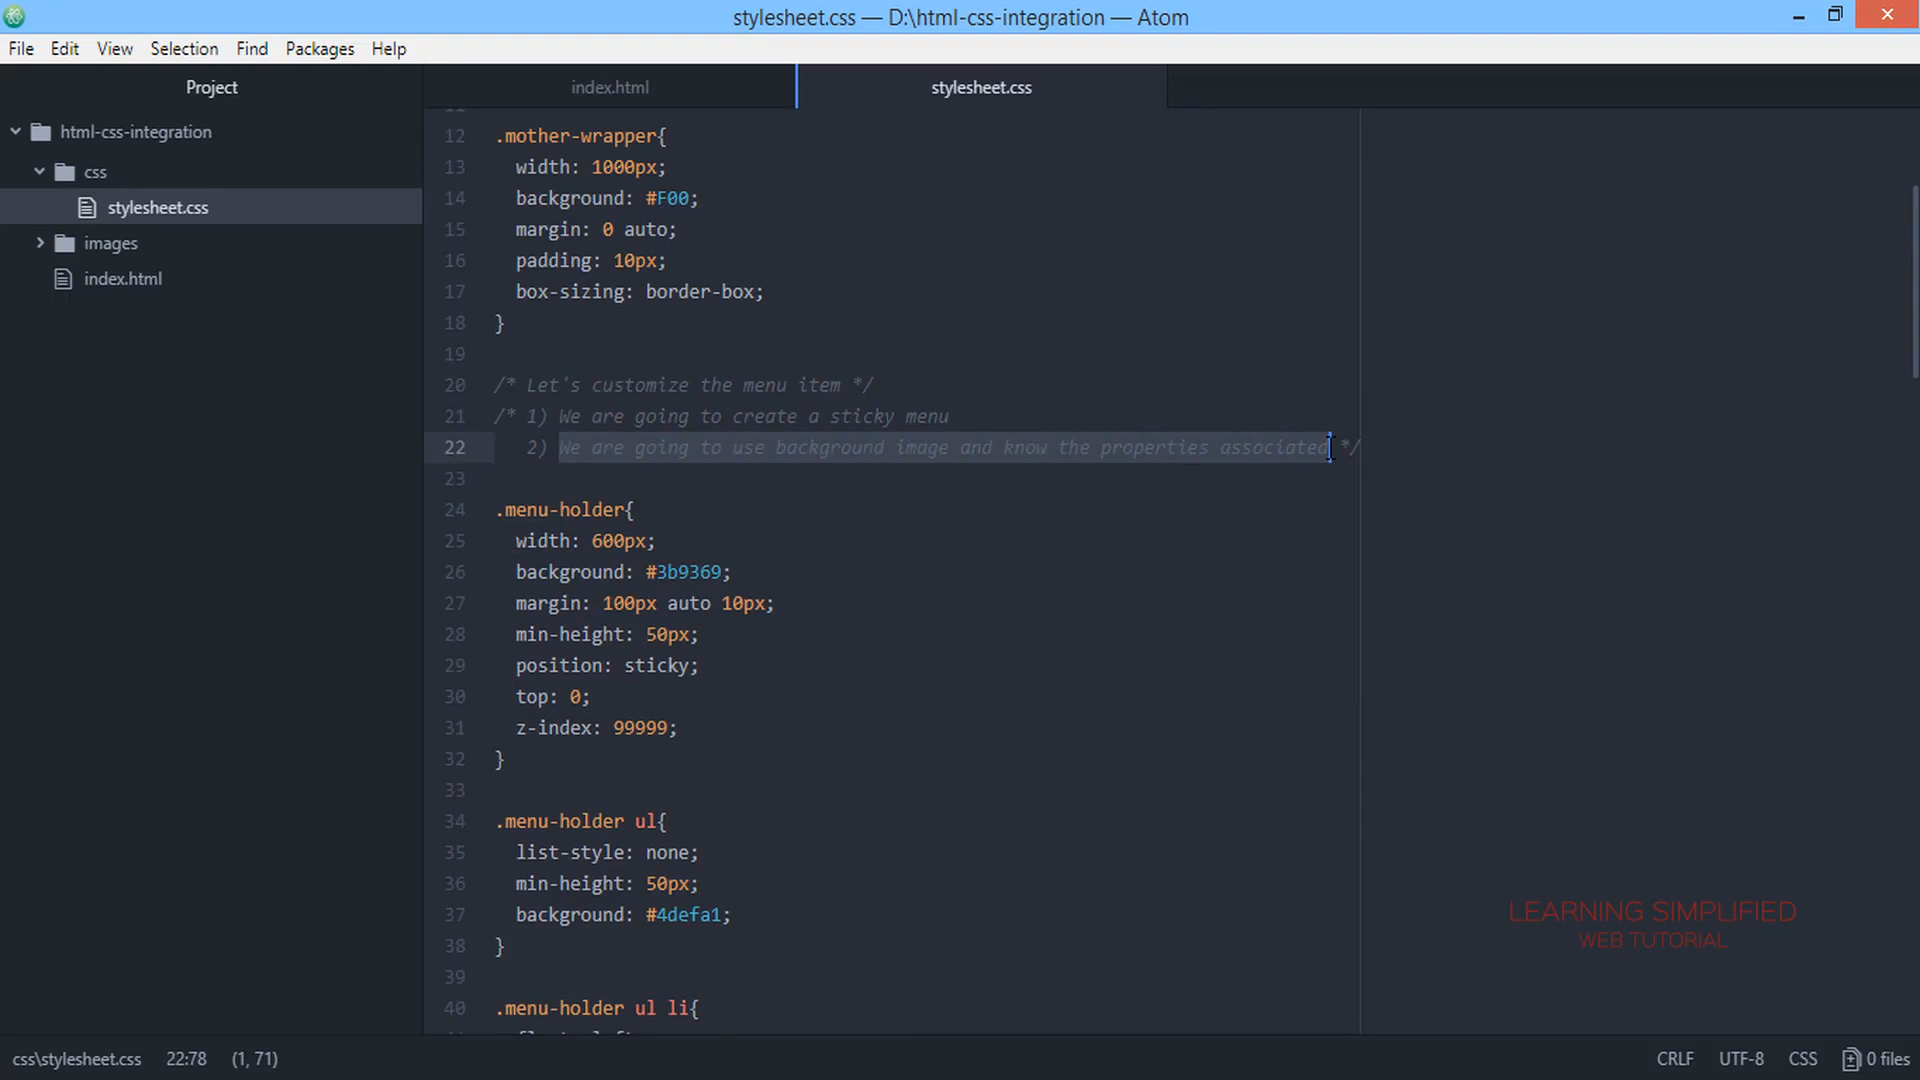 stylesheet.css — D:\html-css-integration — Atom
File Edit View Selection Find Packages Help
Project
html-css-integration
css
stylesheet.css
images
index.html
index.html stylesheet.css
12 .mother-wrapper{
13 width: 1000px;
14 background: #F00;
15 margin: 0 auto;
16 padding: 10px;
17 box-sizing: border-box;
18 }
19
20 /* Let's customize the menu item */
21 /* 1) We are going to create a sticky menu
22 2) We are going to use background image and know the properties associated */
23
24 .menu-holder{
25 width: 600px;
26 background: #3b9369;
27 margin: 100px auto 10px;
28 min-height: 50px;
29 position: sticky;
30 top: 0;
31 z-index: 99999;
32 }
33
34 .menu-holder ul{
35 list-style: none;
36 min-height: 50px;
37 background: #4defa1;
38 }
39
40 .menu-holder ul li{
LEARNING SIMPLIFIED
WEB TUTORIAL
css\stylesheet.css 22:78 (1, 71) CRLF UTF-8 CSS 0 files